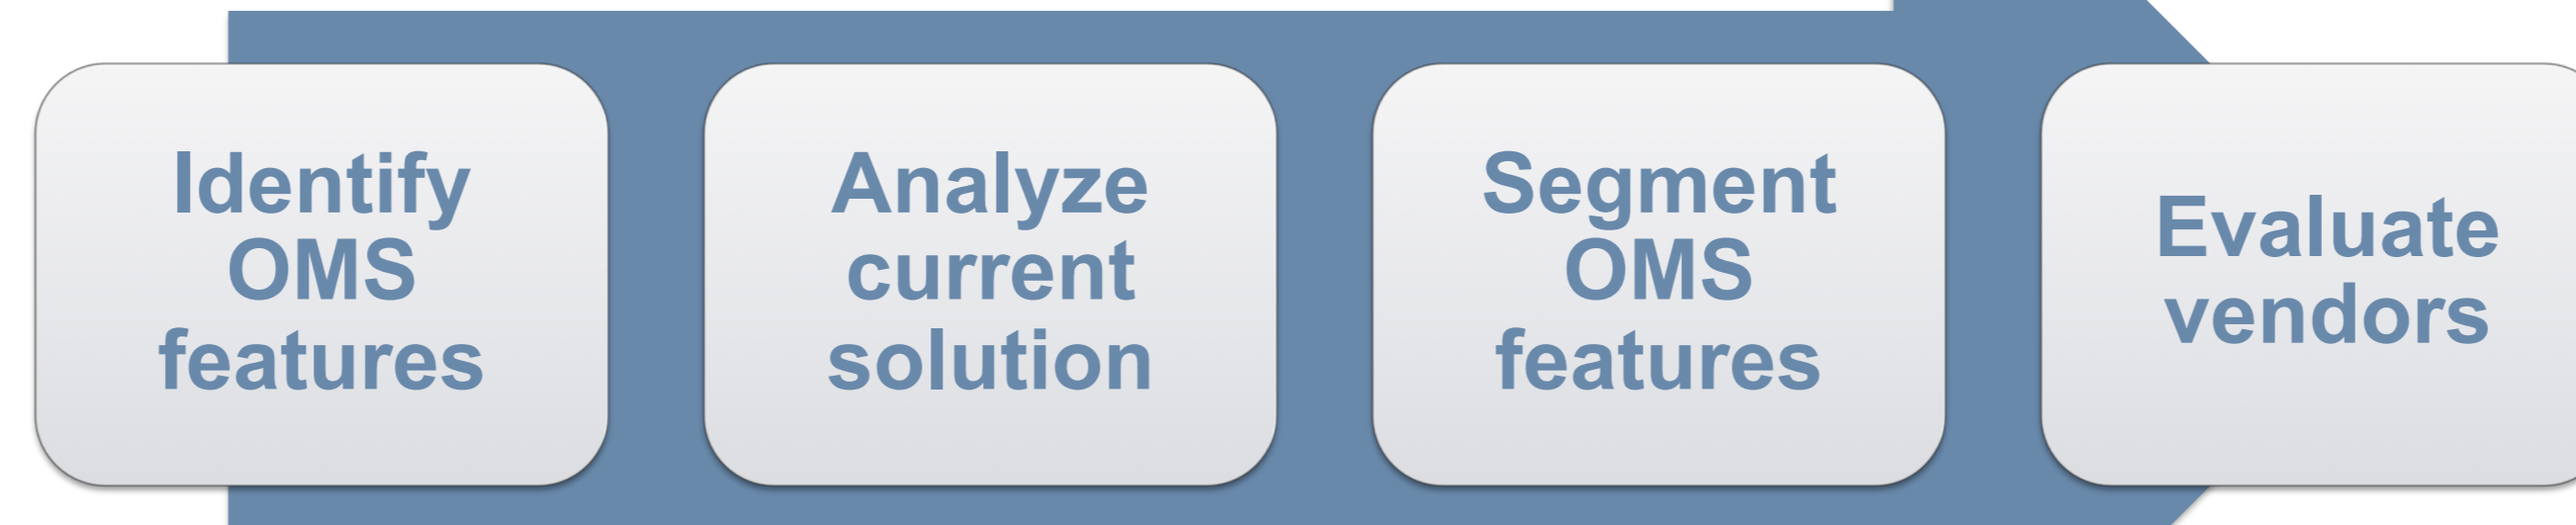 Identify
OMS
features
Analyze
current
solution
Segment
OMS
features
Evaluate
vendors